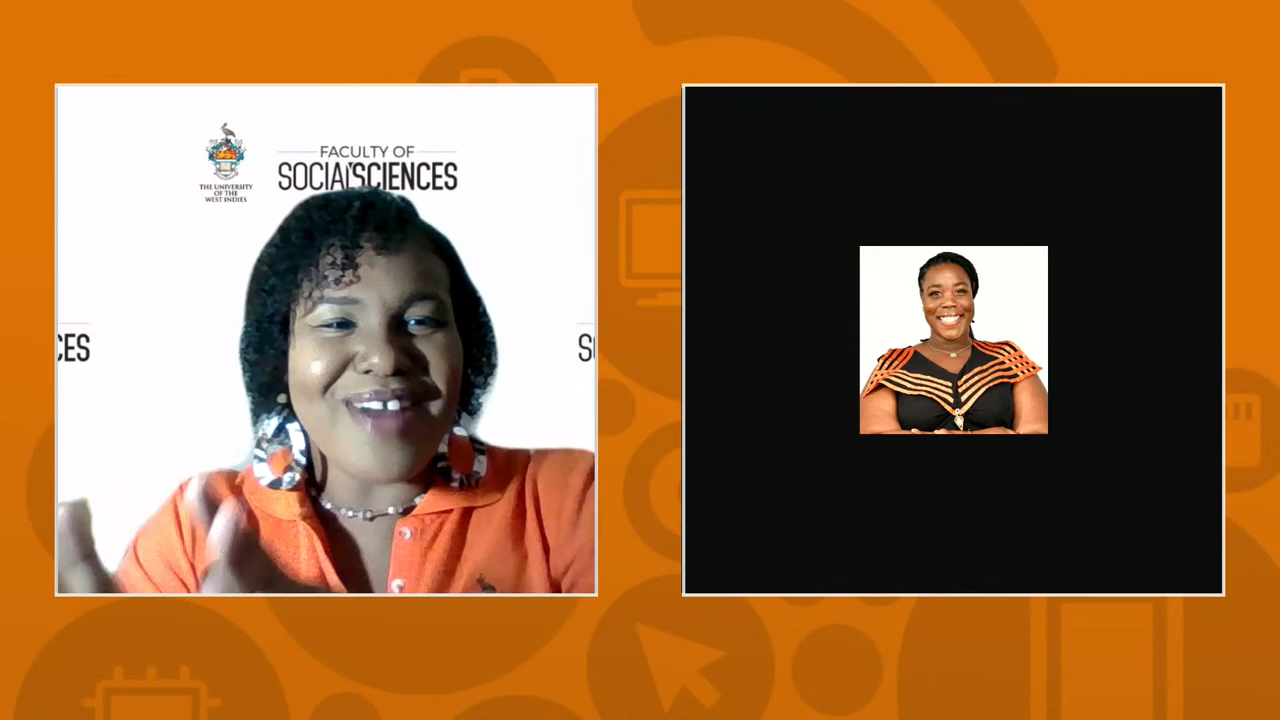 FACULTY OF
SOCIAL SCIENCES
THE UNIVERSITY
OF THE
WEST INDIES
CES